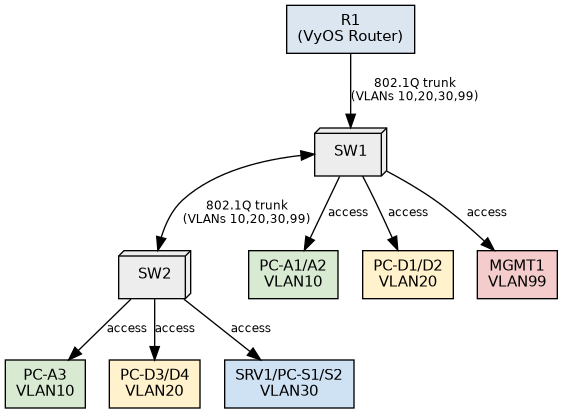 R1
(VyOS Router)
802.1Q trunk
(VLANs 10,20,30,99)
SW1
802.1Q trunk
(VLANs 10,20,30,99)
access
access
access
SW2
PC-A1/A2
VLAN10
PC-D1/D2
VLAN20
MGMT1
VLAN99
access
access
access
PC-A3
VLAN10
PC-D3/D4
VLAN20
SRV1/PC-S1/S2
VLAN30